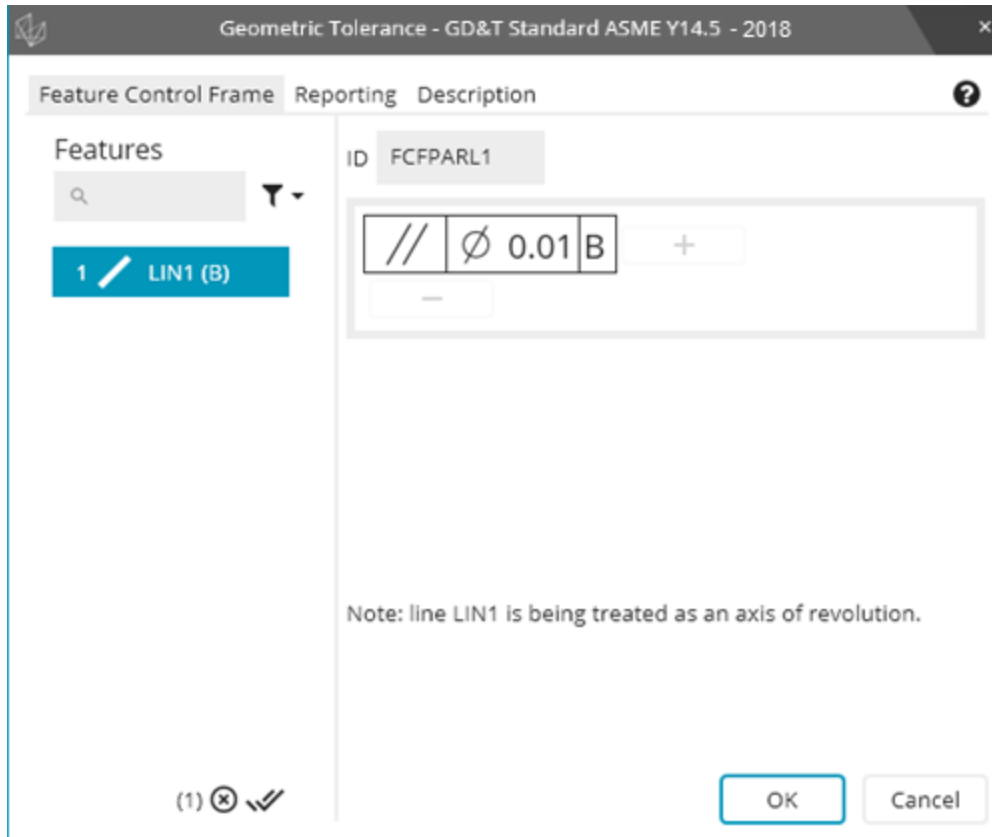 Geometric Tolerance - GD&T Standard ASME Y14.5 - 2018
Feature Control Frame Reporting Description
Features
ID FCFPARL1
// ⌀ 0.01 B +
−
1 LIN1 (B)
Note: line LIN1 is being treated as an axis of revolution.
(1)
OK Cancel